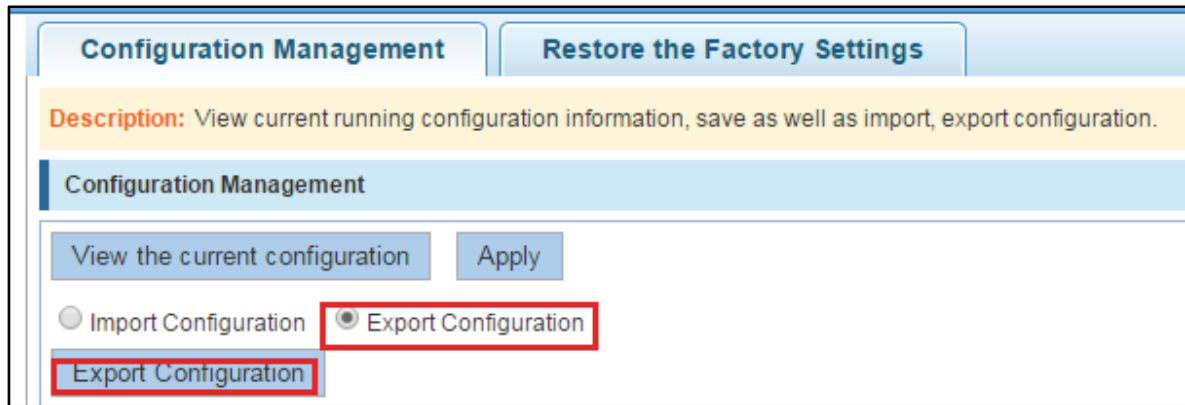 Configuration Management Restore the Factory Settings
Description: View current running configuration information, save as well as import, export configuration.
Configuration Management
View the current configuration Apply
Import Configuration Export Configuration
Export Configuration